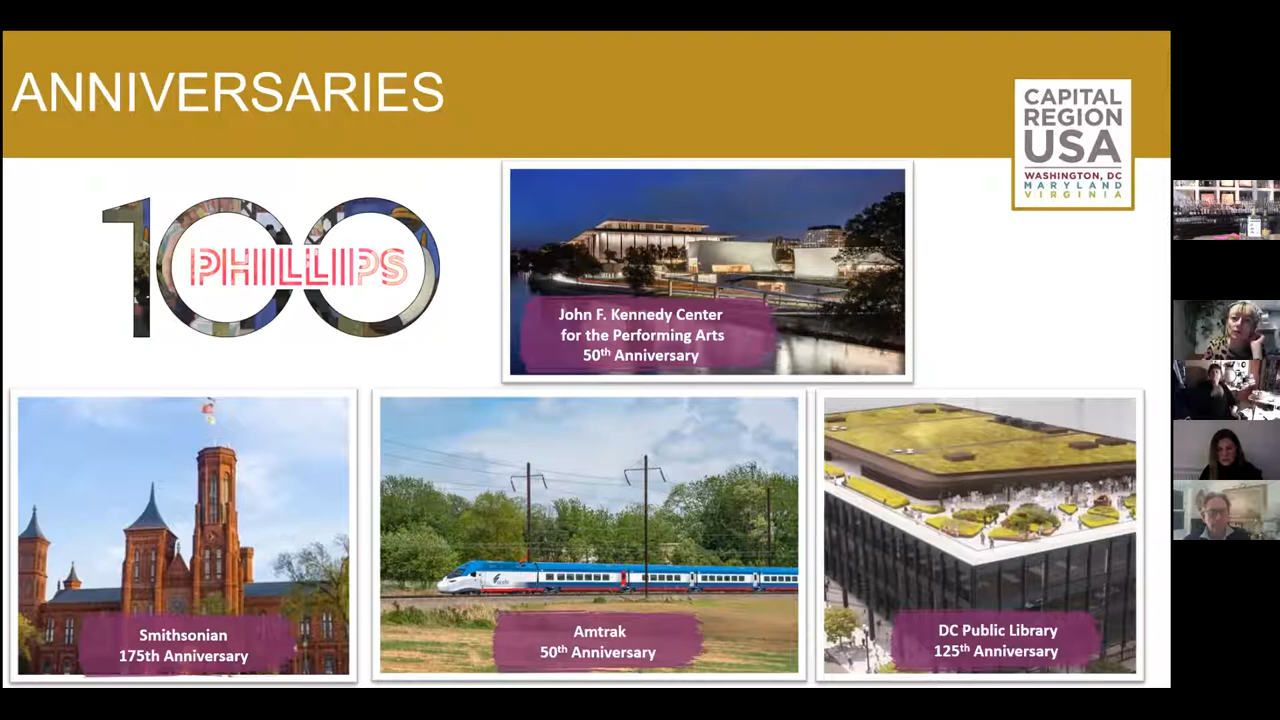 ANNIVERSARIES
CAPITAL
REGION
USA
WASHINGTON, DC
MARYLAND
VIRGINIA
100
PHILLIPS
John F. Kennedy Center
for the Performing Arts
50th Anniversary
Smithsonian
175th Anniversary
Amtrak
50th Anniversary
DC Public Library
125th Anniversary